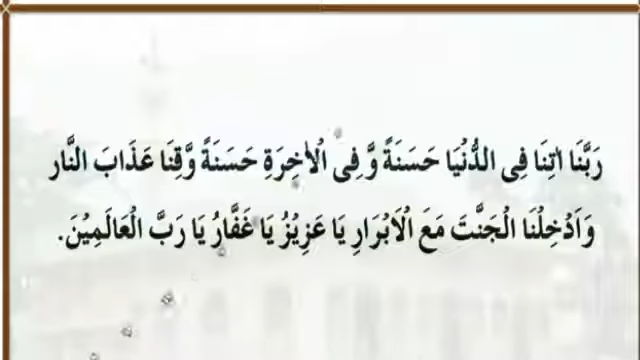 رَبَّنَا اٰتِنَا فِى الدُّنْيَا حَسَنَةً وَّ فِى الْاٰخِرَةِ حَسَنَةً وَّقِنَا عَذَابَ النَّار
وَاَدْخِلْنَا الْجَنَّتَ مَعَ الْاَبْرَارِ يَا عَزِيْزُ يَا غَفَّارُ يَا رَبَّ الْعَالَمِيْنَ.